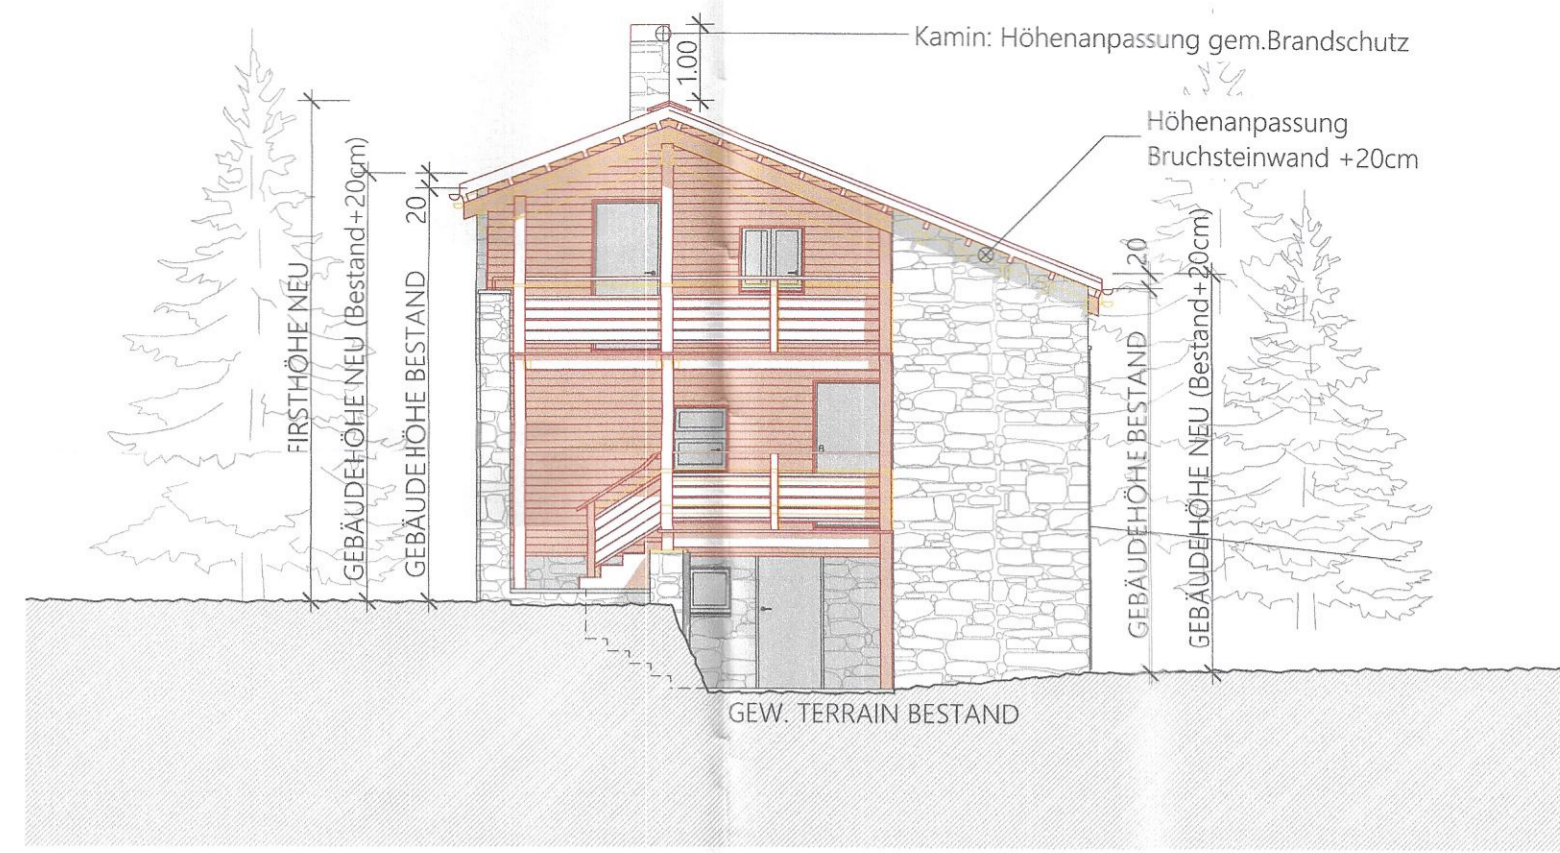 Kamin: Höhenanpassung gem.Brandschutz
1.00
Höhenanpassung
Bruchsteinwand +20cm
FIRSTHÖHE NEU
GEBÄUDEHÖHE NEU (Bestand+20cm)
20
GEBÄUDEHÖHE BESTAND
20
GEBÄUDEHÖHE BESTAND
GEBÄUDEHÖHE NEU (Bestand+20cm)
GEW. TERRAIN BESTAND